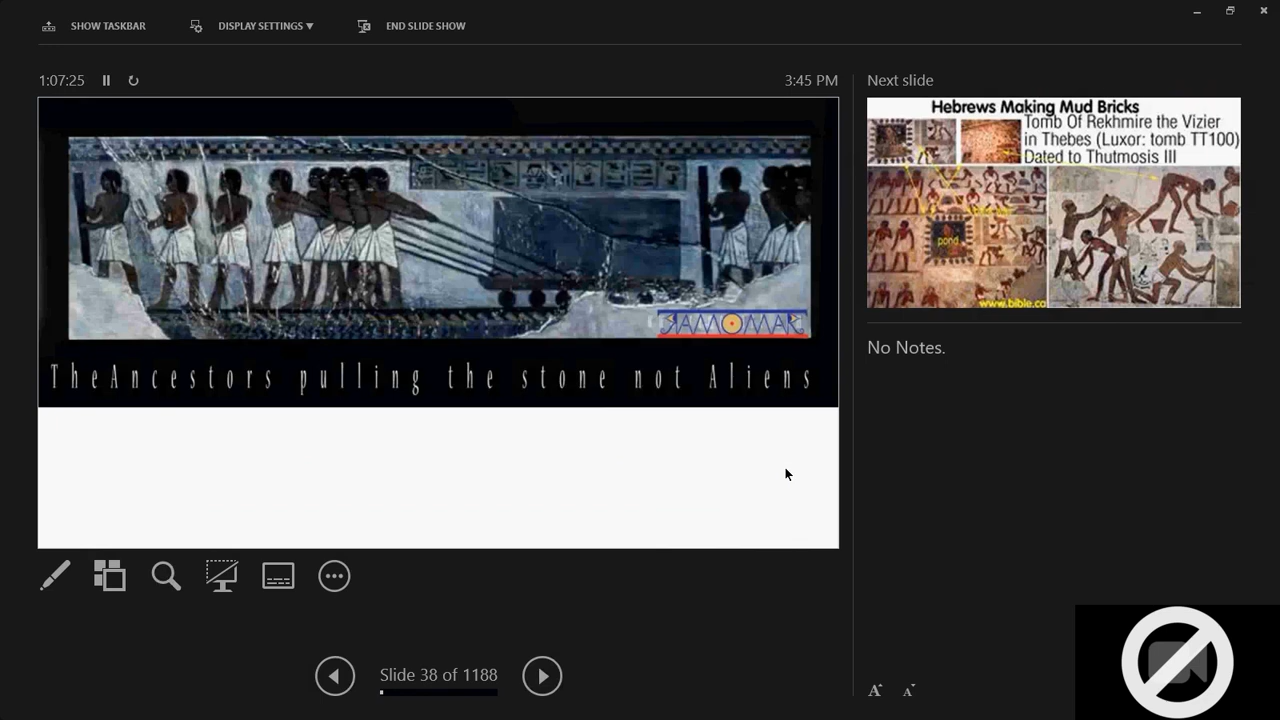 SHOW TASKBAR
DISPLAY SETTINGS ▼
END SLIDE SHOW
1:07:25
3:45 PM
Next slide
TheAncestors pulling the stone not Aliens
Hebrews Making Mud Bricks
Tomb Of Rekhmire the Vizier
in Thebes (Luxor: tomb TT100)
Dated to Thutmosis III
pond
www.bible.co
No Notes.
Slide 38 of 1188
A
A